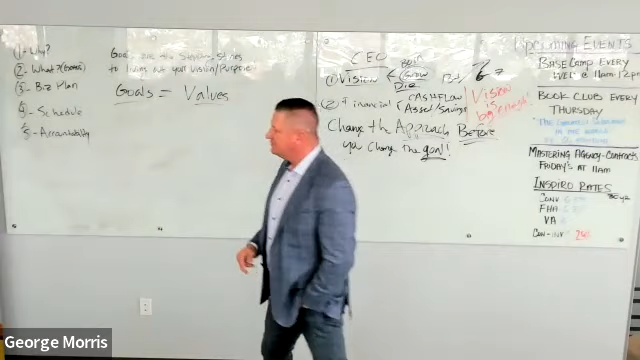 1- Why?
2- What? (Goals)
3- Biz Plan
4- Schedule
5- Accountability
Goals are the stepping stones
to living out your vision/purpose
Goals = Values
CEO
① Vision
Die
② Financial
CASHFLOW
Asset/Savings
Vision
is
big enough!
Change the Approach Before
you change the goal!!
Upcoming Events
Base Camp Every
Wed @ 11am-12pm
Book Club Every
Thursday
Mastering Agency-Contracts
Friday's at 11am
Inspiro Rates
Conv
FHA
VA
George Morris